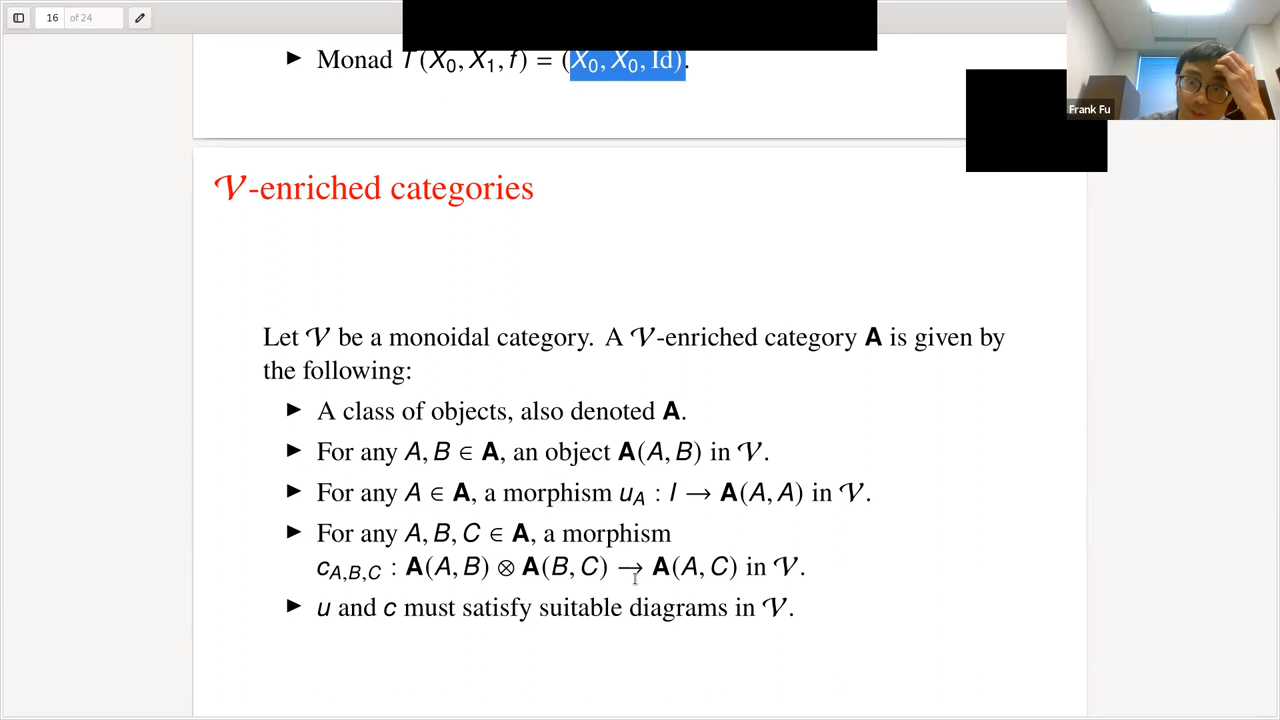 16 of 24
▶ Monad T(X₀, X₁, f) = (X₀, X₀, Id).
Frank Fu
𝒱-enriched categories
Let 𝒱 be a monoidal category. A 𝒱-enriched category A is given by
the following:
▶ A class of objects, also denoted A.
▶ For any A, B ∈ A, an object A(A, B) in 𝒱.
▶ For any A ∈ A, a morphism u_A : I → A(A, A) in 𝒱.
▶ For any A, B, C ∈ A, a morphism
c_{A,B,C} : A(A, B) ⊗ A(B, C) → A(A, C) in 𝒱.
▶ u and c must satisfy suitable diagrams in 𝒱.